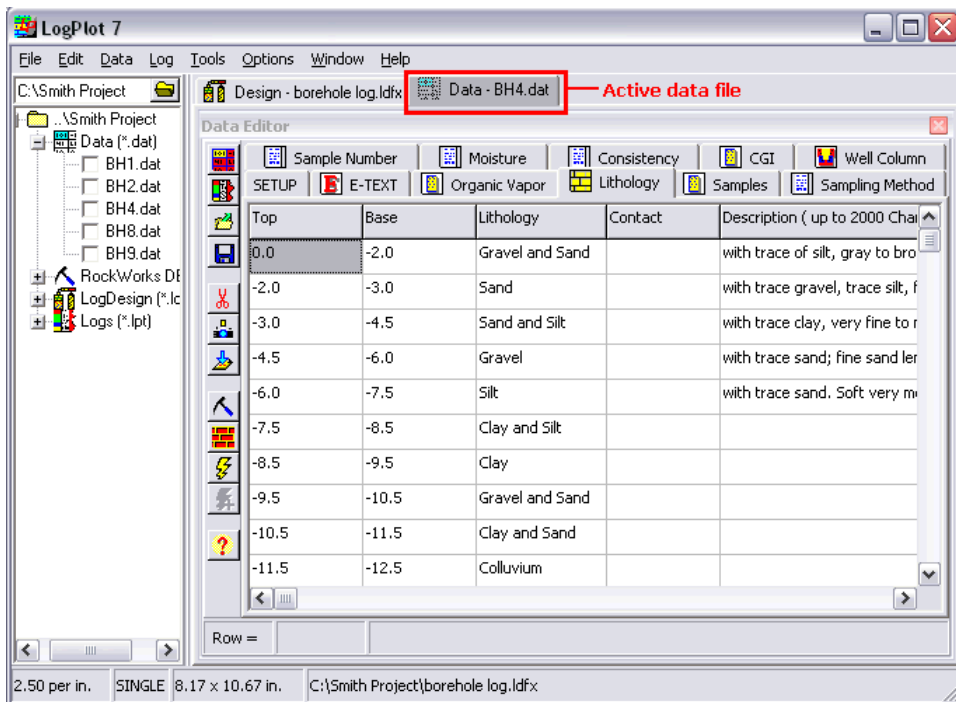 LogPlot 7
File Edit Data Log Tools Options Window Help
C:\Smith Project
..\Smith Project
Data (*.dat)
BH1.dat
BH2.dat
BH4.dat
BH8.dat
BH9.dat
RockWorks DE
LogDesign (*.lc
Logs (*.lpt)
Design - borehole log.ldfx
Data - BH4.dat
Active data file
Data Editor
Sample Number Moisture Consistency CGI Well Column
SETUP E-TEXT Organic Vapor Lithology Samples Sampling Method
Top Base Lithology Contact Description ( up to 2000 Char
0.0 -2.0 Gravel and Sand with trace of silt, gray to bro
-2.0 -3.0 Sand with trace gravel, trace silt, f
-3.0 -4.5 Sand and Silt with trace clay, very fine to r
-4.5 -6.0 Gravel with trace sand; fine sand ler
-6.0 -7.5 Silt with trace sand. Soft very m
-7.5 -8.5 Clay and Silt
-8.5 -9.5 Clay
-9.5 -10.5 Gravel and Sand
-10.5 -11.5 Clay and Sand
-11.5 -12.5 Colluvium
Row =
2.50 per in. SINGLE 8.17 x 10.67 in. C:\Smith Project\borehole log.ldfx